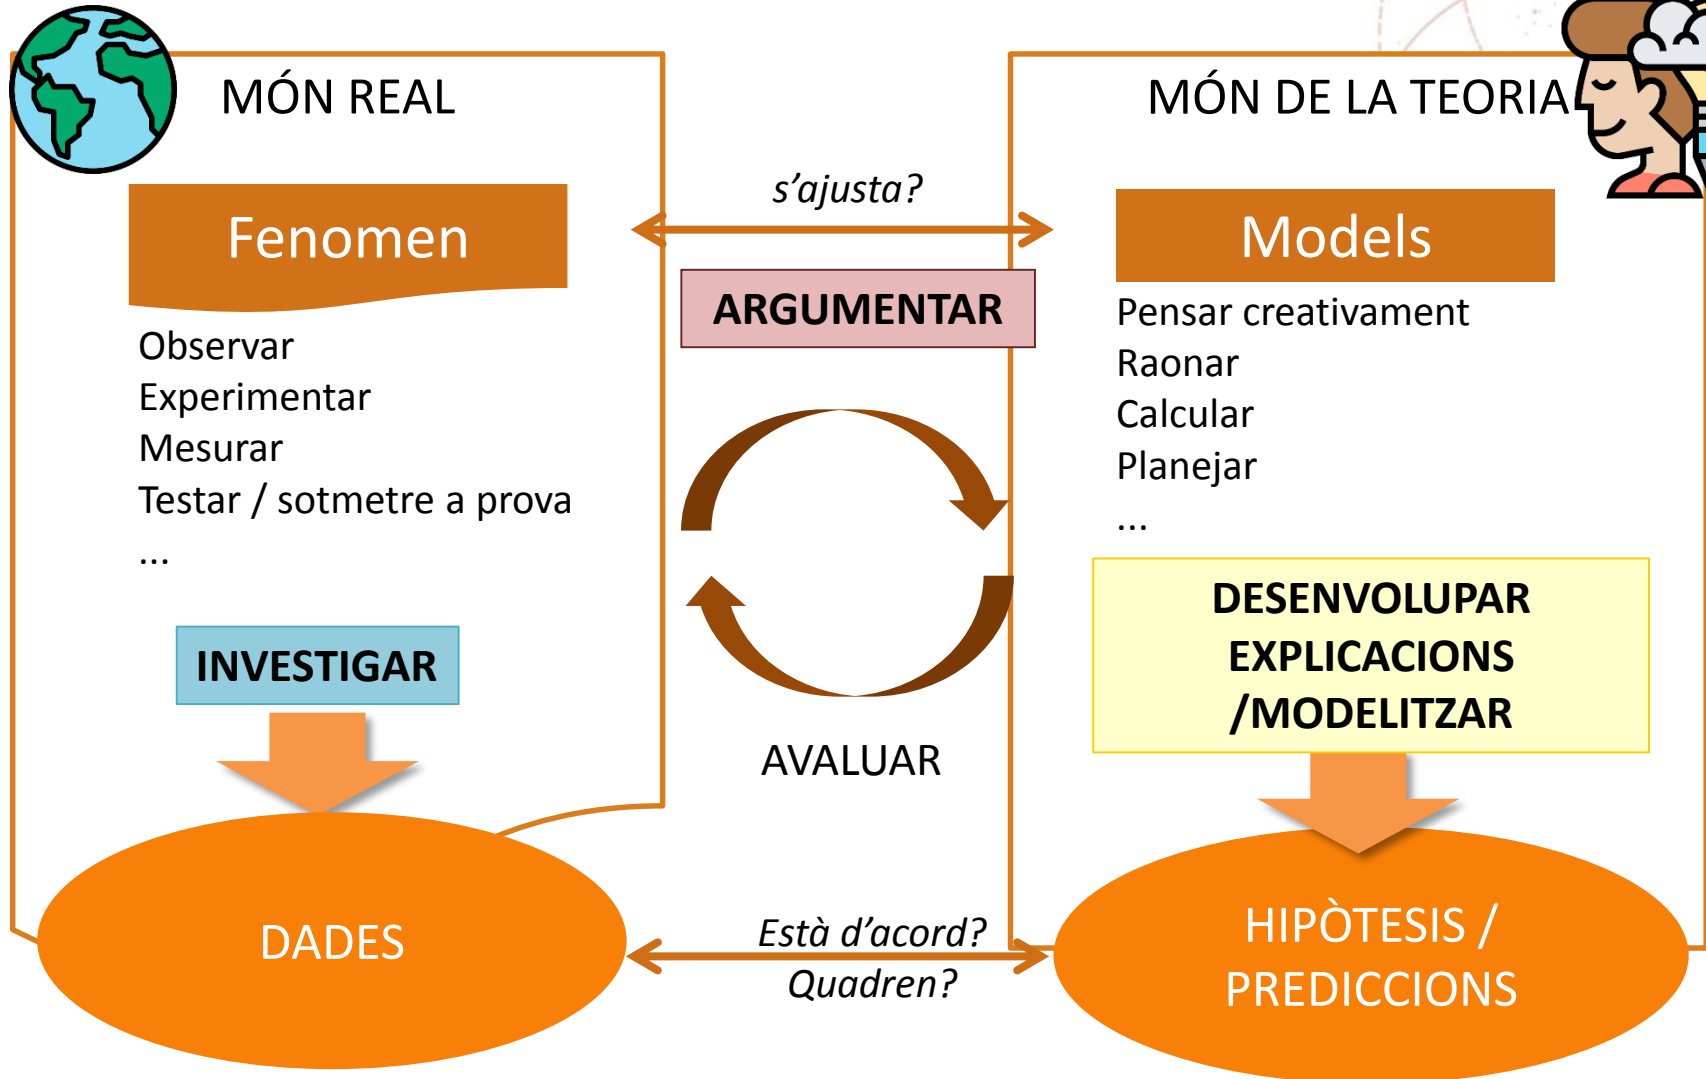 MÓN REAL
Fenomen
Observar
Experimentar
Mesurar
Testar / sotmetre a prova
...
INVESTIGAR
DADES
s’ajusta?
ARGUMENTAR
AVALUAR
Està d’acord?
Quadren?
MÓN DE LA TEORIA
Models
Pensar creativament
Raonar
Calcular
Planejar
...
DESENVOLUPAR
EXPLICACIONS
/MODELITZAR
HIPÒTESIS /
PREDICCIONS